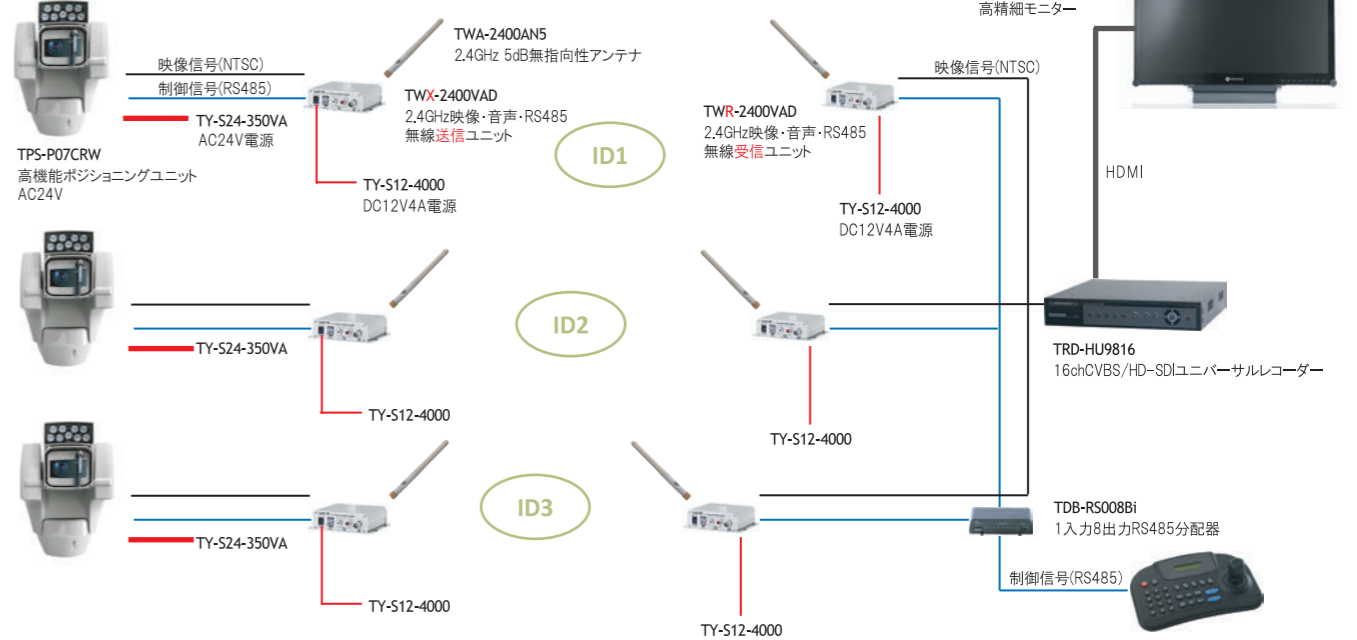 高精細モニター
TWA-2400AN5
2.4GHz 5dB無指向性アンテナ
映像信号(NTSC)
制御信号(RS485)
TY-S24-350VA
AC24V電源
TPS-P07CRW
高機能ポジショニングユニット
AC24V
TWX-2400VAD
2.4GHz映像・音声・RS485
無線送信ユニット
TY-S12-4000
DC12V4A電源
ID1
TWR-2400VAD
2.4GHz映像・音声・RS485
無線受信ユニット
TY-S12-4000
DC12V4A電源
映像信号(NTSC)
HDMI
TY-S24-350VA
TY-S12-4000
ID2
TY-S12-4000
TRD-HU9816
16chCVBS/HD-SDIユニバーサルレコーダー
TY-S24-350VA
TY-S12-4000
ID3
TY-S12-4000
TDB-RS008Bi
1入力8出力RS485分配器
制御信号(RS485)